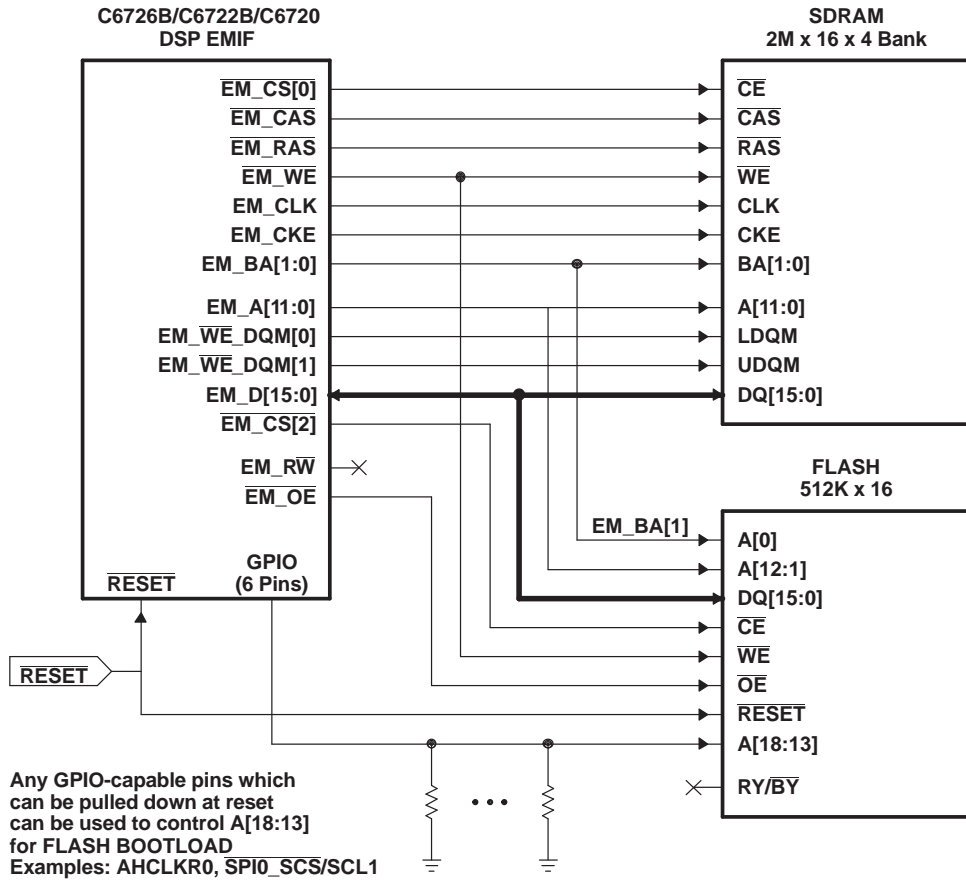 C6726B/C6722B/C6720
DSP EMIF
EM_CS[0]
EM_CAS
EM_RAS
EM_WE
EM_CLK
EM_CKE
EM_BA[1:0]
EM_A[11:0]
EM_WE_DQM[0]
EM_WE_DQM[1]
EM_D[15:0]
EM_CS[2]
EM_RW
EM_OE
GPIO
(6 Pins)
RESET
SDRAM
2M x 16 x 4 Bank
CE
CAS
RAS
WE
CLK
CKE
BA[1:0]
A[11:0]
LDQM
UDQM
DQ[15:0]
FLASH
512K x 16
EM_BA[1]
A[0]
A[12:1]
DQ[15:0]
CE
WE
OE
RESET
A[18:13]
RY/BY
RESET
Any GPIO-capable pins which
can be pulled down at reset
can be used to control A[18:13]
for FLASH BOOTLOAD
Examples: AHCLKR0, SPI0_SCS/SCL1